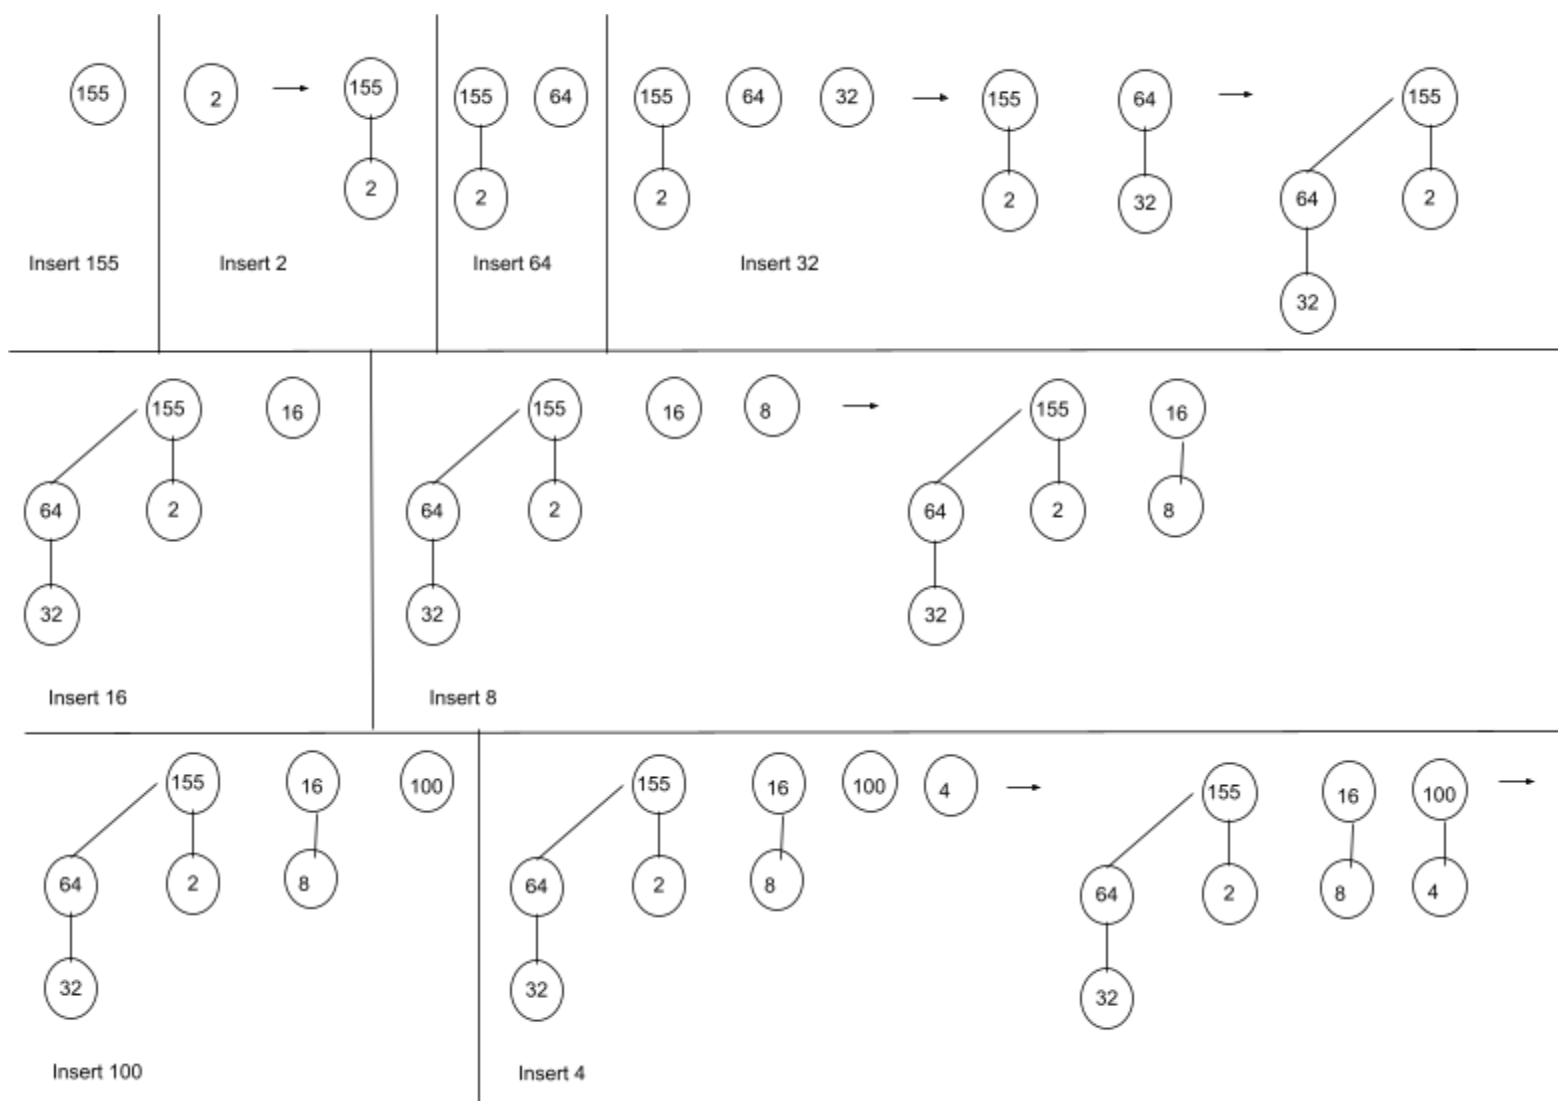 155 2 155 155 64 155 64 32 155 64 155
2 2 2 2 32 64 2
32
Insert 155 Insert 2 Insert 64 Insert 32
155 16 155 16 8 155 16
64 2 64 2 64 2 8
32 32 32
Insert 16 Insert 8
155 16 100 155 16 100 4 155 16 100
64 2 8 64 2 8 64 2 8 4
32 32 32
Insert 100 Insert 4